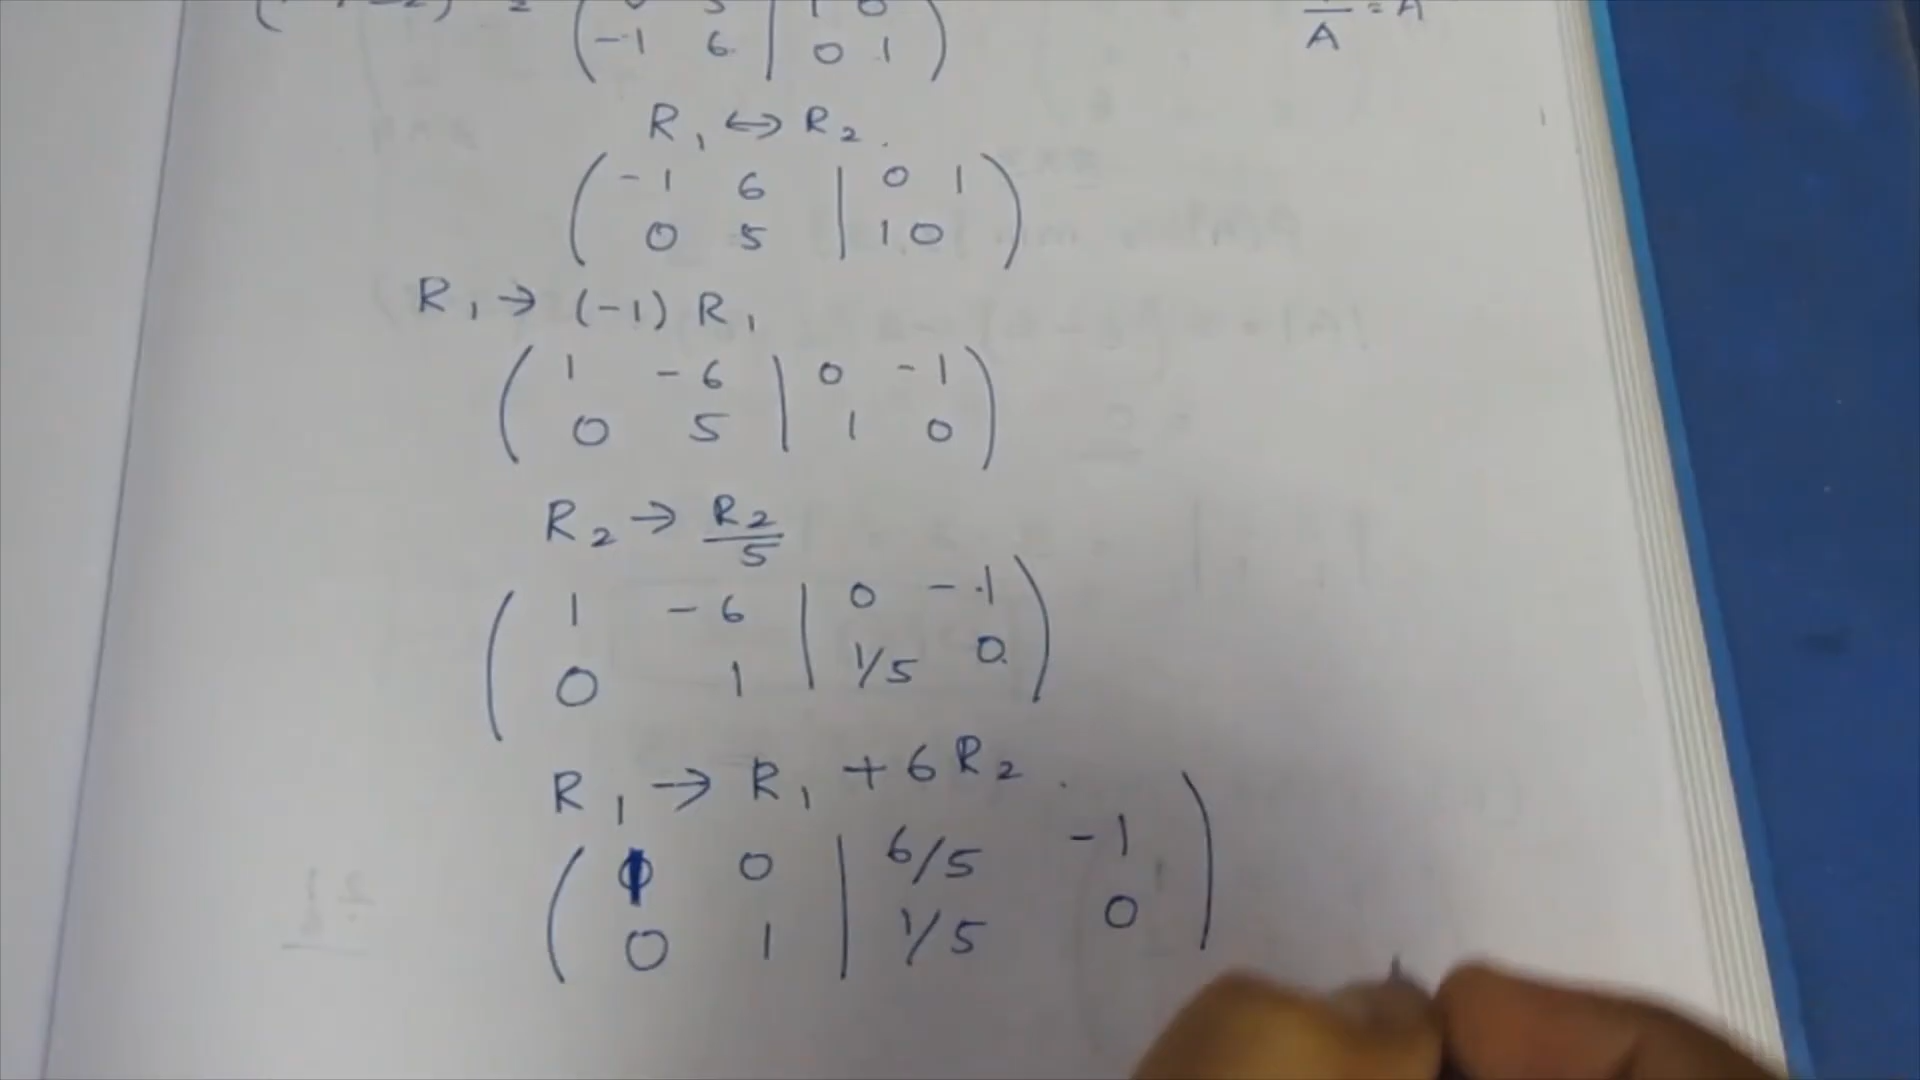 -1 6 | 0 1
A = A
R1 ↔ R2.
( -1 6 | 0 1 )
( 0 5 | 1 0 )
R1 → (-1) R1
( 1 -6 | 0 -1 )
( 0 5 | 1 0 )
R2 → R2/5
( 1 -6 | 0 -1 )
( 0 1 | 1/5 0 )
R1 → R1 + 6R2.
( 1 0 | 6/5 -1 )
( 0 1 | 1/5 0 )